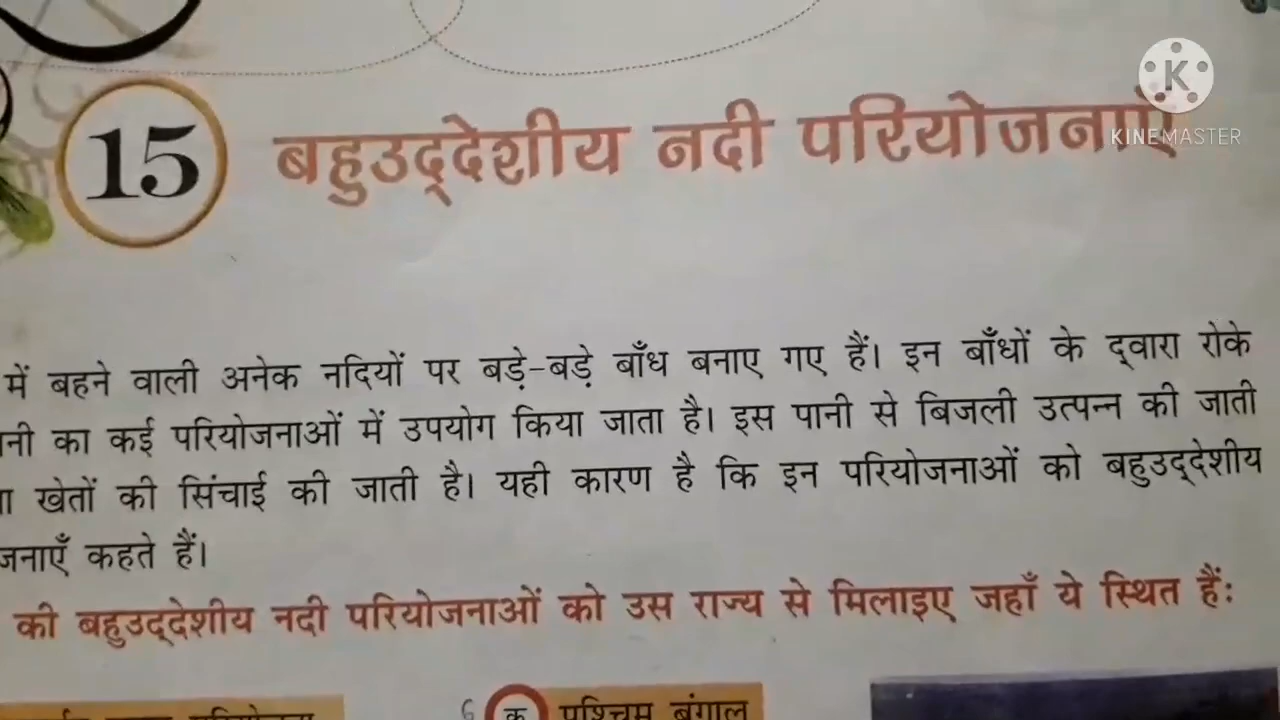 15 बहुउद्देशीय नदी परियोजनाएँ
KINEMASTER
में बहने वाली अनेक नदियों पर बड़े-बड़े बाँध बनाए गए हैं। इन बाँधों के द्वारा रोके
नी का कई परियोजनाओं में उपयोग किया जाता है। इस पानी से बिजली उत्पन्न की जाती
खेतों की सिंचाई की जाती है। यही कारण है कि इन परियोजनाओं को बहुउद्देशीय
जनाएँ कहते हैं।
की बहुउद्देशीय नदी परियोजनाओं को उस राज्य से मिलाइए जहाँ ये स्थित हैं:
6 क पश्चिम बंगाल